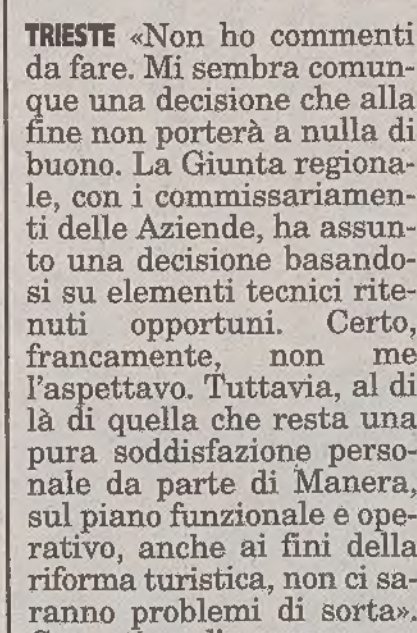 TRIESTE «Non ho commenti
da fare. Mi sembra comun-
que una decisione che alla
fine non porterà a nulla di
buono. La Giunta regiona-
le, con i commissariamen-
ti delle Aziende, ha assun-
to una decisione basando-
si su elementi tecnici rite-
nuti opportuni. Certo,
francamente, non me
l'aspettavo. Tuttavia, al di
là di quella che resta una
pura soddisfazione perso-
nale da parte di Manera,
sul piano funzionale e ope-
rativo, anche ai fini della
riforma turistica, non ci sa-
ranno problemi di sorta».